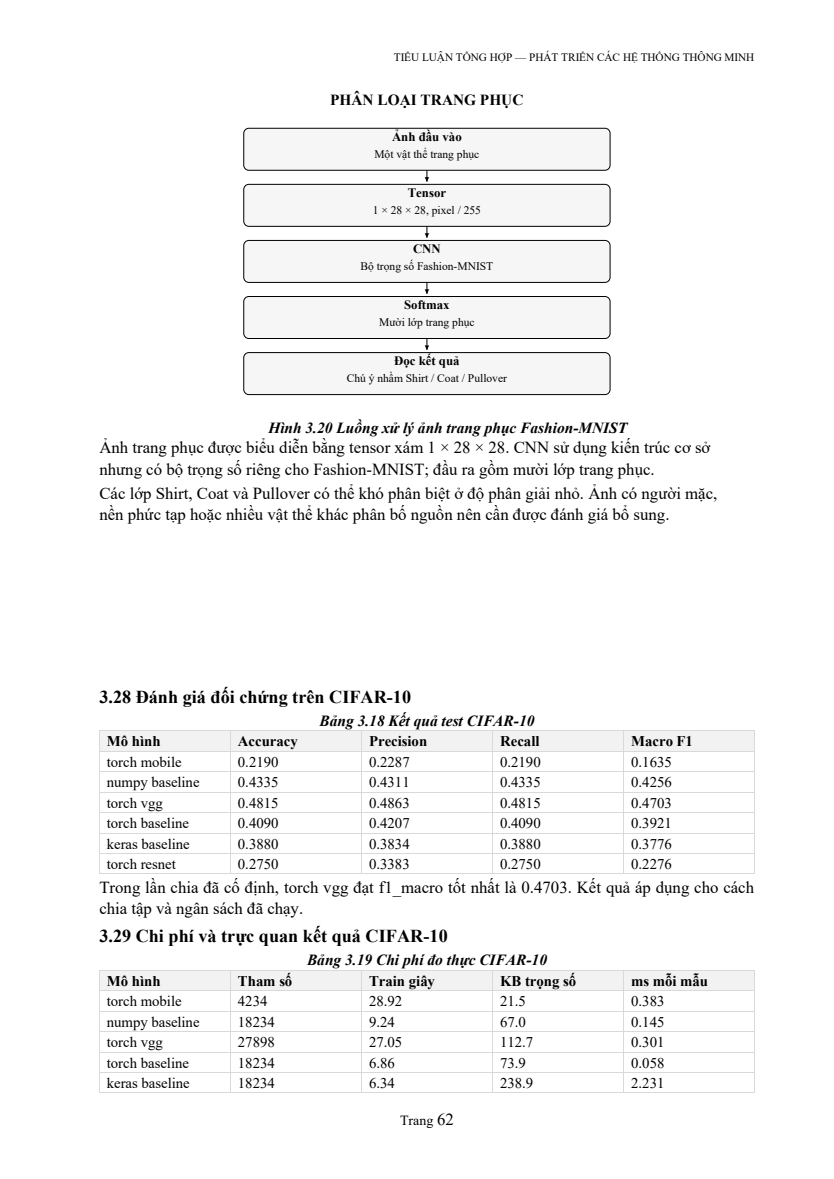 TIỂU LUẬN TỔNG HỢP — PHÁT TRIỂN CÁC HỆ THỐNG THÔNG MINH
PHÂN LOẠI TRANG PHỤC
Ảnh đầu vào
Một vật thể trang phục
Tensor
1 × 28 × 28, pixel / 255
CNN
Bộ trọng số Fashion-MNIST
Softmax
Mười lớp trang phục
Đọc kết quả
Chú ý nhầm Shirt / Coat / Pullover
Hình 3.20 Luồng xử lý ảnh trang phục Fashion-MNIST
Ảnh trang phục được biểu diễn bằng tensor xám 1 × 28 × 28. CNN sử dụng kiến trúc cơ sở
nhưng có bộ trọng số riêng cho Fashion-MNIST; đầu ra gồm mười lớp trang phục.
Các lớp Shirt, Coat và Pullover có thể khó phân biệt ở độ phân giải nhỏ. Ảnh có người mặc,
nền phức tạp hoặc nhiều vật thể khác phân bố nguồn nên cần được đánh giá bổ sung.
3.28 Đánh giá đối chứng trên CIFAR-10
Bảng 3.18 Kết quả test CIFAR-10
Mô hình Accuracy Precision Recall Macro F1
torch mobile 0.2190 0.2287 0.2190 0.1635
numpy baseline 0.4335 0.4311 0.4335 0.4256
torch vgg 0.4815 0.4863 0.4815 0.4703
torch baseline 0.4090 0.4207 0.4090 0.3921
keras baseline 0.3880 0.3834 0.3880 0.3776
torch resnet 0.2750 0.3383 0.2750 0.2276
Trong lần chia đã cố định, torch vgg đạt f1_macro tốt nhất là 0.4703. Kết quả áp dụng cho cách
chia tập và ngân sách đã chạy.
3.29 Chi phí và trực quan kết quả CIFAR-10
Bảng 3.19 Chi phí đo thực CIFAR-10
Mô hình Tham số Train giây KB trọng số ms mỗi mẫu
torch mobile 4234 28.92 21.5 0.383
numpy baseline 18234 9.24 67.0 0.145
torch vgg 27898 27.05 112.7 0.301
torch baseline 18234 6.86 73.9 0.058
keras baseline 18234 6.34 238.9 2.231
Trang 62